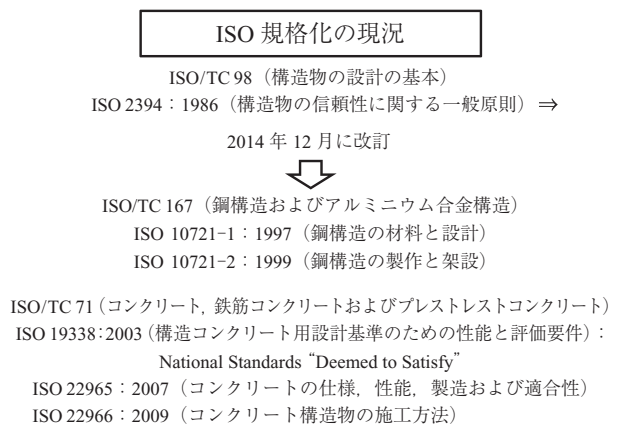 ISO 規格化の現況
ISO/TC 98（構造物の設計の基本）
ISO 2394：1986（構造物の信頼性に関する一般原則）⇒
2014 年 12 月に改訂
ISO/TC 167（鋼構造およびアルミニウム合金構造）
ISO 10721-1：1997（鋼構造の材料と設計）
ISO 10721-2：1999（鋼構造の製作と架設）
ISO/TC 71（コンクリート, 鉄筋コンクリートおよびプレストレストコンクリート）
ISO 19338：2003（構造コンクリート用設計基準のための性能と評価要件）：
National Standards “Deemed to Satisfy”
ISO 22965：2007（コンクリートの仕様，性能，製造および適合性）
ISO 22966：2009（コンクリート構造物の施工方法）